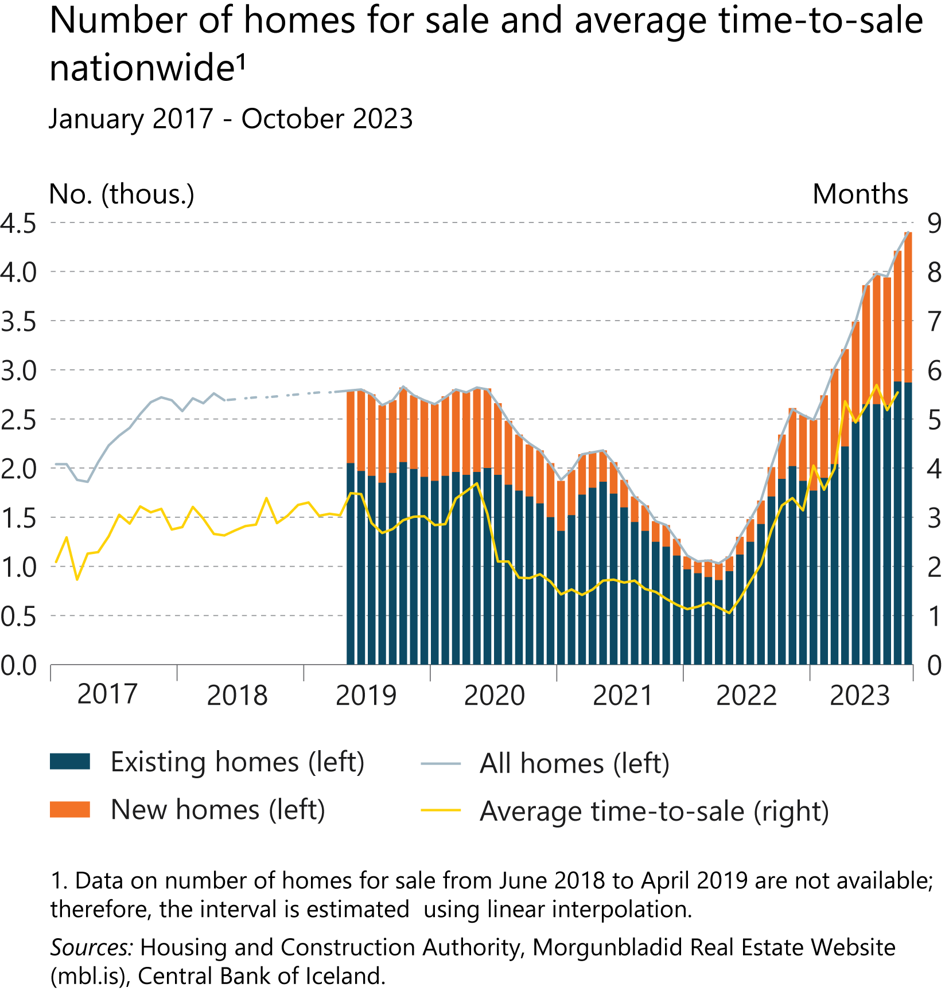 Number of homes for sale and average time-to-sale
nationwide¹
January 2017 - October 2023
No. (thous.)
Months
4.5
9
4.0
8
3.5
7
3.0
6
2.5
5
2.0
4
1.5
3
1.0
2
0.5
1
0.0
0
2017
2018
2019
2020
2021
2022
2023
Existing homes (left)
All homes (left)
New homes (left)
Average time-to-sale (right)
1. Data on number of homes for sale from June 2018 to April 2019 are not available;
therefore, the interval is estimated  using linear interpolation.
Sources: Housing and Construction Authority, Morgunbladid Real Estate Website
(mbl.is), Central Bank of Iceland.